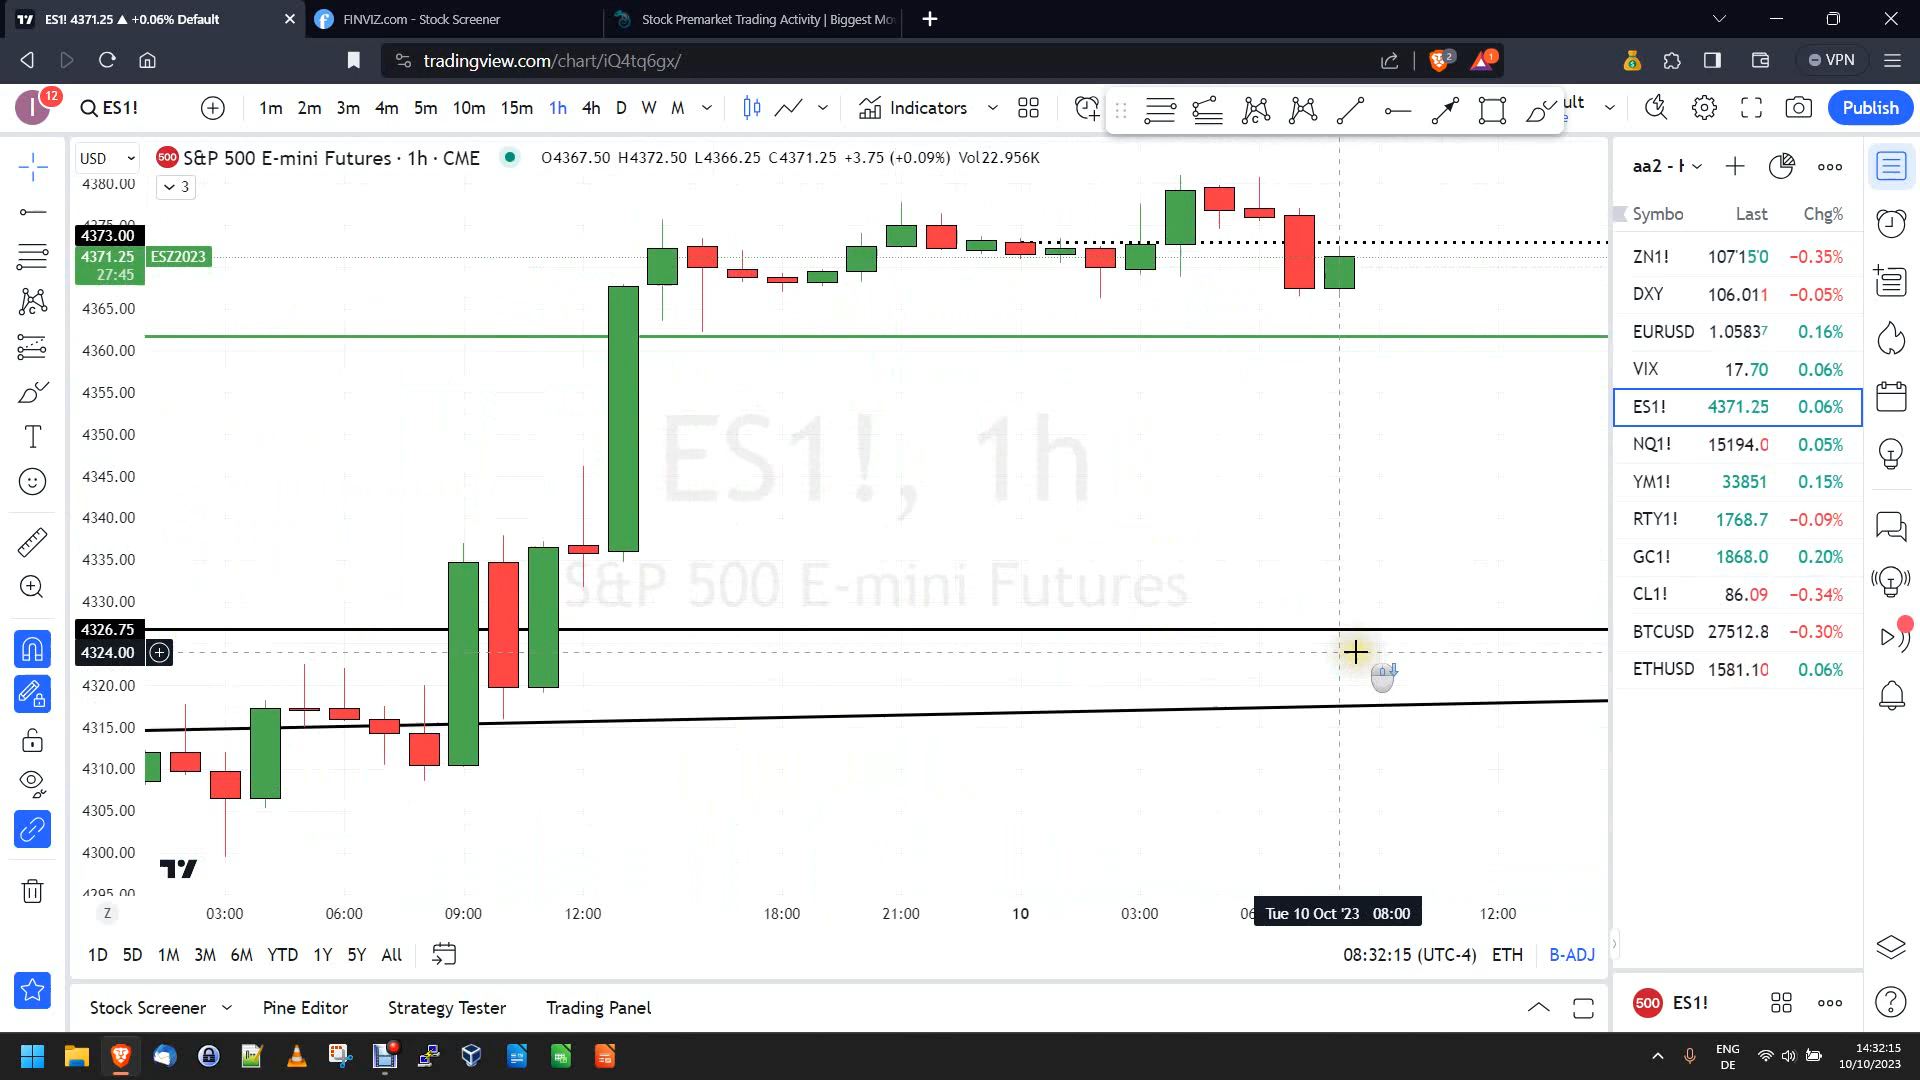 ES1! 4371.25 ▲ +0.06% Default
FINVIZ.com - Stock Screener
Stock Premarket Trading Activity | Biggest Mo
tradingview.com/chart/iQ4tq6gx/
2
1
VPN
I
12
ES1!
1m 2m 3m 4m 5m 10m 15m 1h 4h D W M
Indicators
ult
Publish
USD
500 S&P 500 E-mini Futures · 1h · CME
O4367.50 H4372.50 L4366.25 C4371.25 +3.75 (+0.09%) Vol22.956K
3
4380.00
4375.00
4373.00
4371.25 ESZ2023
27:45
4365.00
4360.00
4355.00
4350.00
4345.00
4340.00
4335.00
4330.00
4326.75
4324.00
4320.00
4315.00
4310.00
4305.00
4300.00
4295.00
ES1!, 1h
S&P 500 E-mini Futures
Z
03:00 06:00 09:00 12:00 18:00 21:00 10 03:00 Tue 10 Oct '23 08:00 12:00
1D 5D 1M 3M 6M YTD 1Y 5Y All
08:32:15 (UTC-4) ETH B-ADJ
Stock Screener Pine Editor Strategy Tester Trading Panel
Symbo Last Chg%
ZN1! 107'15'0 −0.35%
DXY 106.011 −0.05%
EURUSD 1.05837 0.16%
VIX 17.70 0.06%
ES1! 4371.25 0.06%
NQ1! 15194.0 0.05%
YM1! 33851 0.15%
RTY1! 1768.7 −0.09%
GC1! 1868.0 0.20%
CL1! 86.09 −0.34%
BTCUSD 27512.8 −0.30%
ETHUSD 1581.10 0.06%
500 ES1!
ENG
DE
14:32:15
10/10/2023